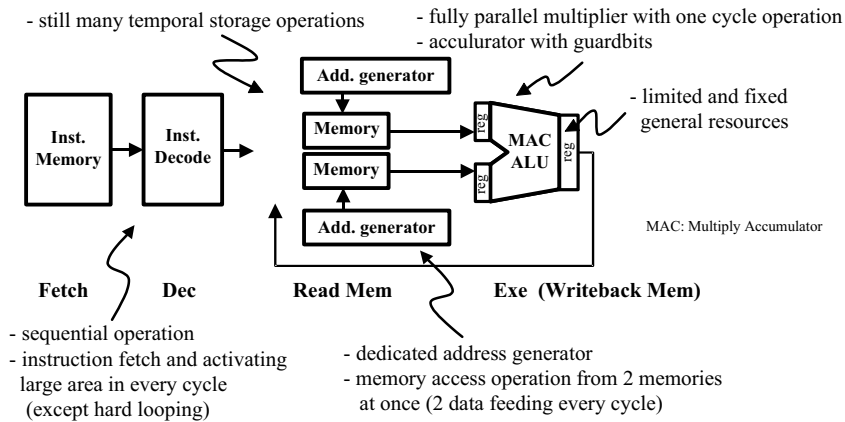 - still many temporal storage operations
- fully parallel multiplier with one cycle operation
- acculurator with guardbits
Add. generator
- limited and fixed
general resources
Inst.
Memory
Inst.
Decode
Memory
Memory
reg
reg
MAC
ALU
reg
Add. generator
MAC: Multiply Accumulator
Fetch
Dec
Read Mem
Exe (Writeback Mem)
- sequential operation
- instruction fetch and activating
large area in every cycle
(except hard looping)
- dedicated address generator
- memory access operation from 2 memories
at once (2 data feeding every cycle)